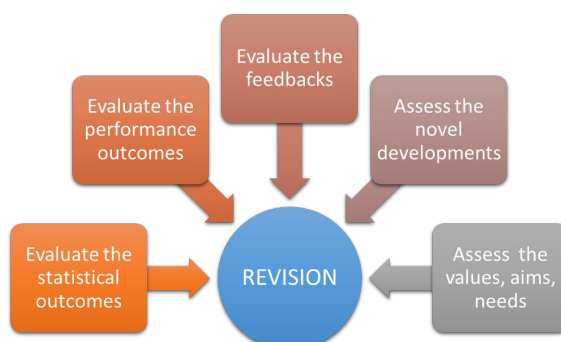 Evaluate the
statistical
outcomes
Evaluate the
performance
outcomes
Evaluate the
feedbacks
Assess the
novel
developments
Assess the
values, aims,
needs
REVISION